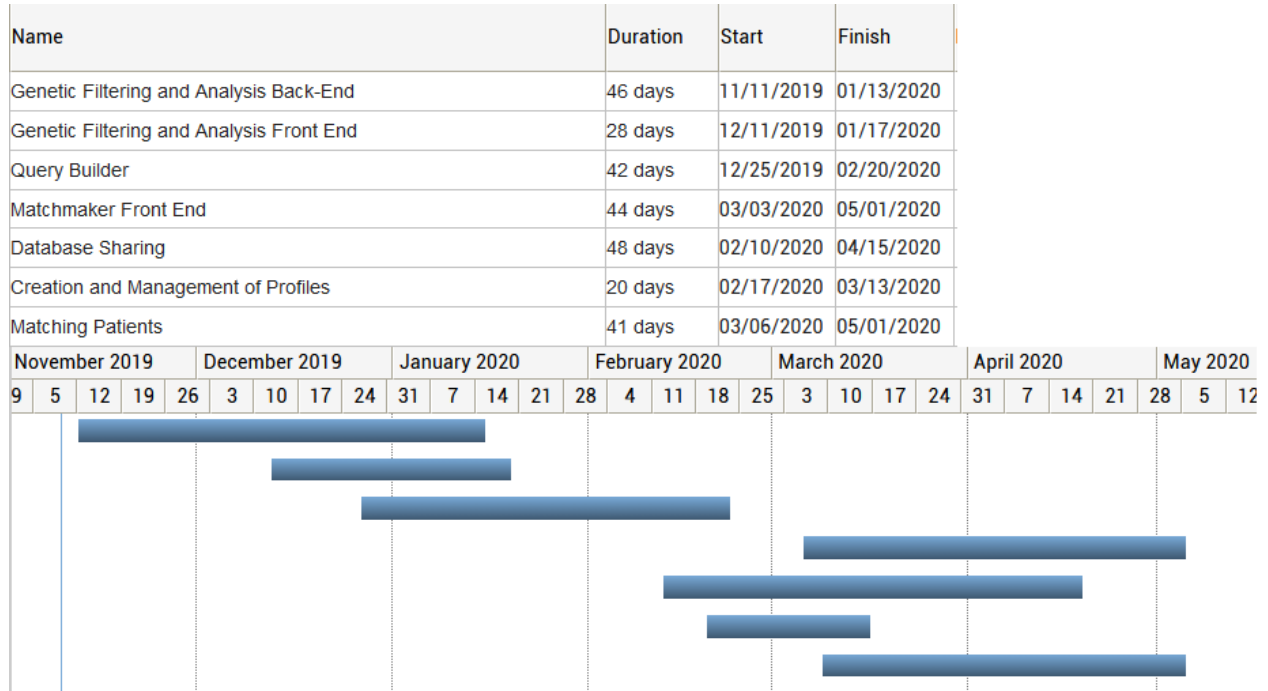 Name Duration Start Finish
Genetic Filtering and Analysis Back-End 46 days 11/11/2019 01/13/2020
Genetic Filtering and Analysis Front End 28 days 12/11/2019 01/17/2020
Query Builder 42 days 12/25/2019 02/20/2020
Matchmaker Front End 44 days 03/03/2020 05/01/2020
Database Sharing 48 days 02/10/2020 04/15/2020
Creation and Management of Profiles 20 days 02/17/2020 03/13/2020
Matching Patients 41 days 03/06/2020 05/01/2020
November 2019 December 2019 January 2020 February 2020 March 2020 April 2020 May 2020
9 5 12 19 26 3 10 17 24 31 7 14 21 28 4 11 18 25 3 10 17 24 31 7 14 21 28 5 12